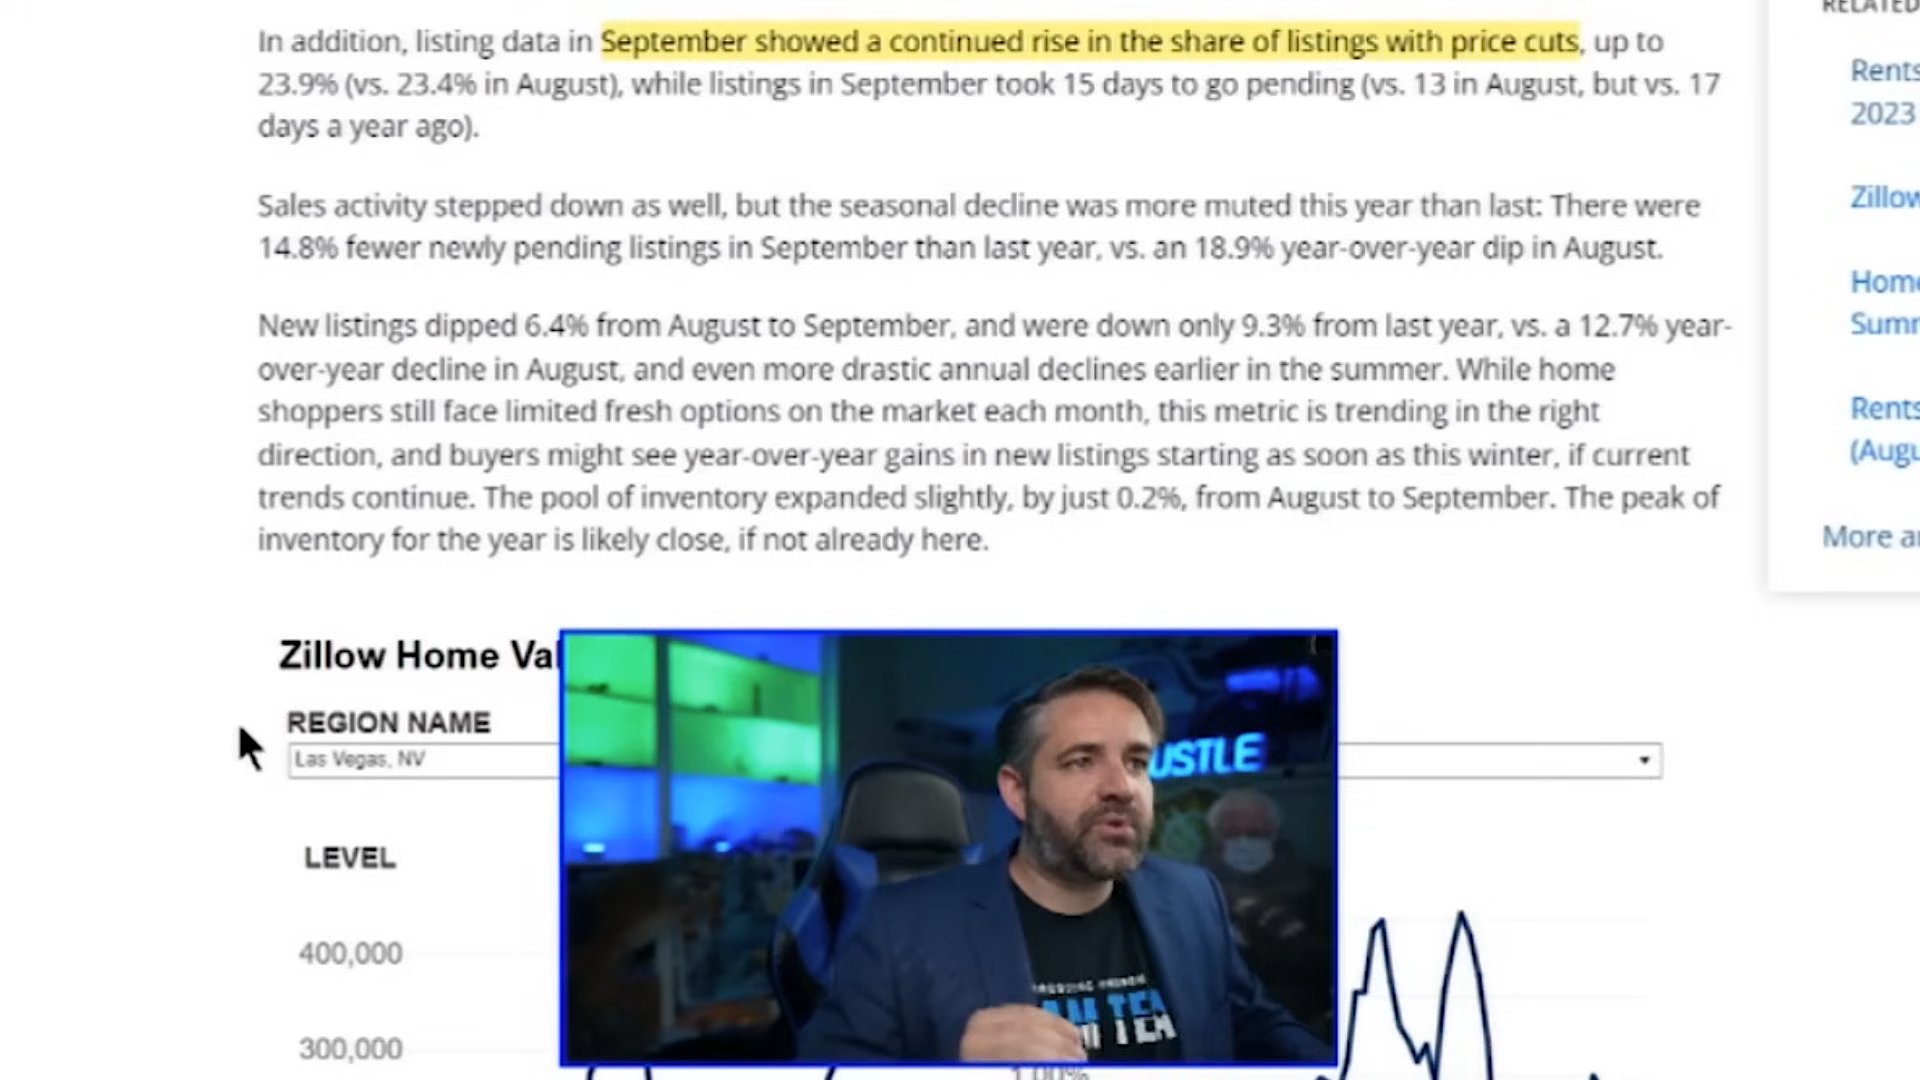 In addition, listing data in September showed a continued rise in the share of listings with price cuts, up to
23.9% (vs. 23.4% in August), while listings in September took 15 days to go pending (vs. 13 in August, but vs. 17
days a year ago).
Sales activity stepped down as well, but the seasonal decline was more muted this year than last: There were
14.8% fewer newly pending listings in September than last year, vs. an 18.9% year-over-year dip in August.
New listings dipped 6.4% from August to September, and were down only 9.3% from last year, vs. a 12.7% year-
over-year decline in August, and even more drastic annual declines earlier in the summer. While home
shoppers still face limited fresh options on the market each month, this metric is trending in the right
direction, and buyers might see year-over-year gains in new listings starting as soon as this winter, if current
trends continue. The pool of inventory expanded slightly, by just 0.2%, from August to September. The peak of
inventory for the year is likely close, if not already here.
RELATED
Rents
2023
Zillow
Home
Summ
Rents
(Augu
More a
Zillow Home Val
REGION NAME
Las Vegas, NV
LEVEL
400,000
300,000
USTLE
1.00%